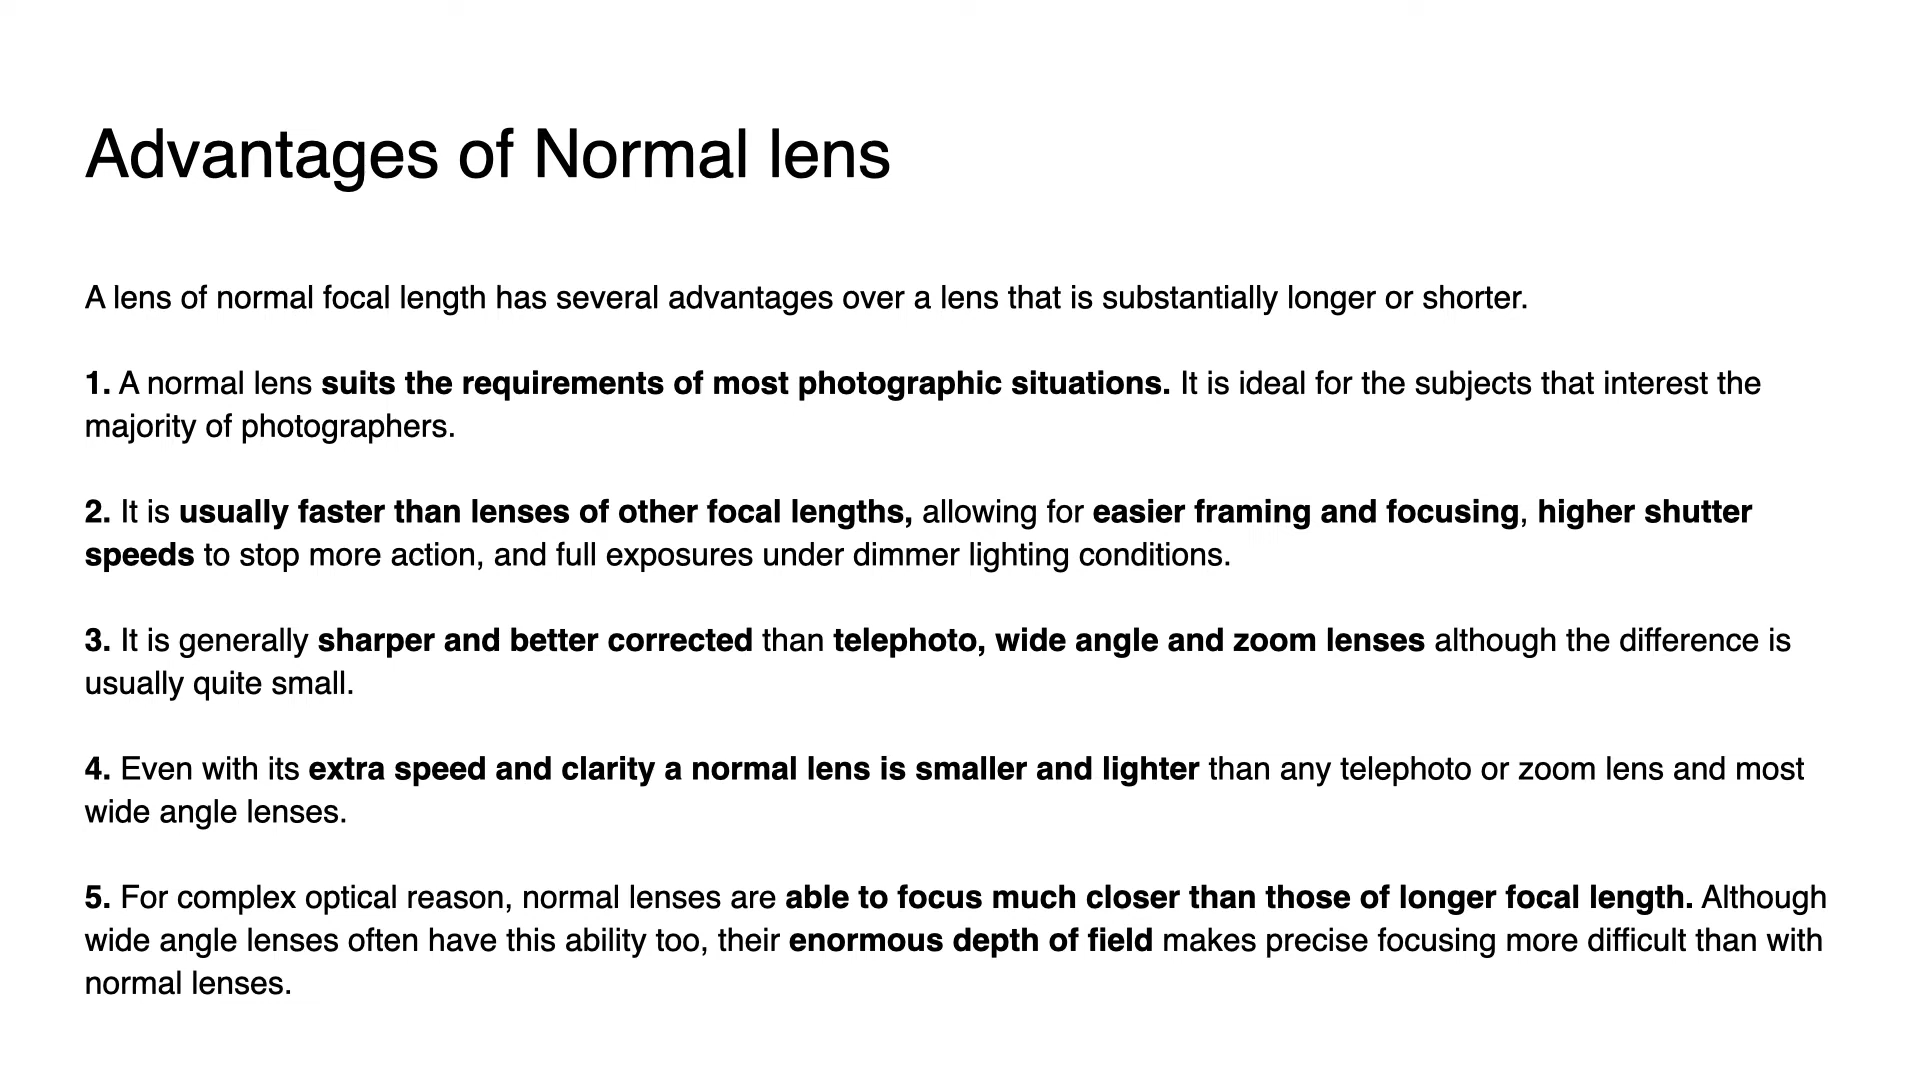 Advantages of Normal lens
A lens of normal focal length has several advantages over a lens that is substantially longer or shorter.
1. A normal lens suits the requirements of most photographic situations. It is ideal for the subjects that interest the
majority of photographers.
2. It is usually faster than lenses of other focal lengths, allowing for easier framing and focusing, higher shutter
speeds to stop more action, and full exposures under dimmer lighting conditions.
3. It is generally sharper and better corrected than telephoto, wide angle and zoom lenses although the difference is
usually quite small.
4. Even with its extra speed and clarity a normal lens is smaller and lighter than any telephoto or zoom lens and most
wide angle lenses.
5. For complex optical reason, normal lenses are able to focus much closer than those of longer focal length. Although
wide angle lenses often have this ability too, their enormous depth of field makes precise focusing more difficult than with
normal lenses.